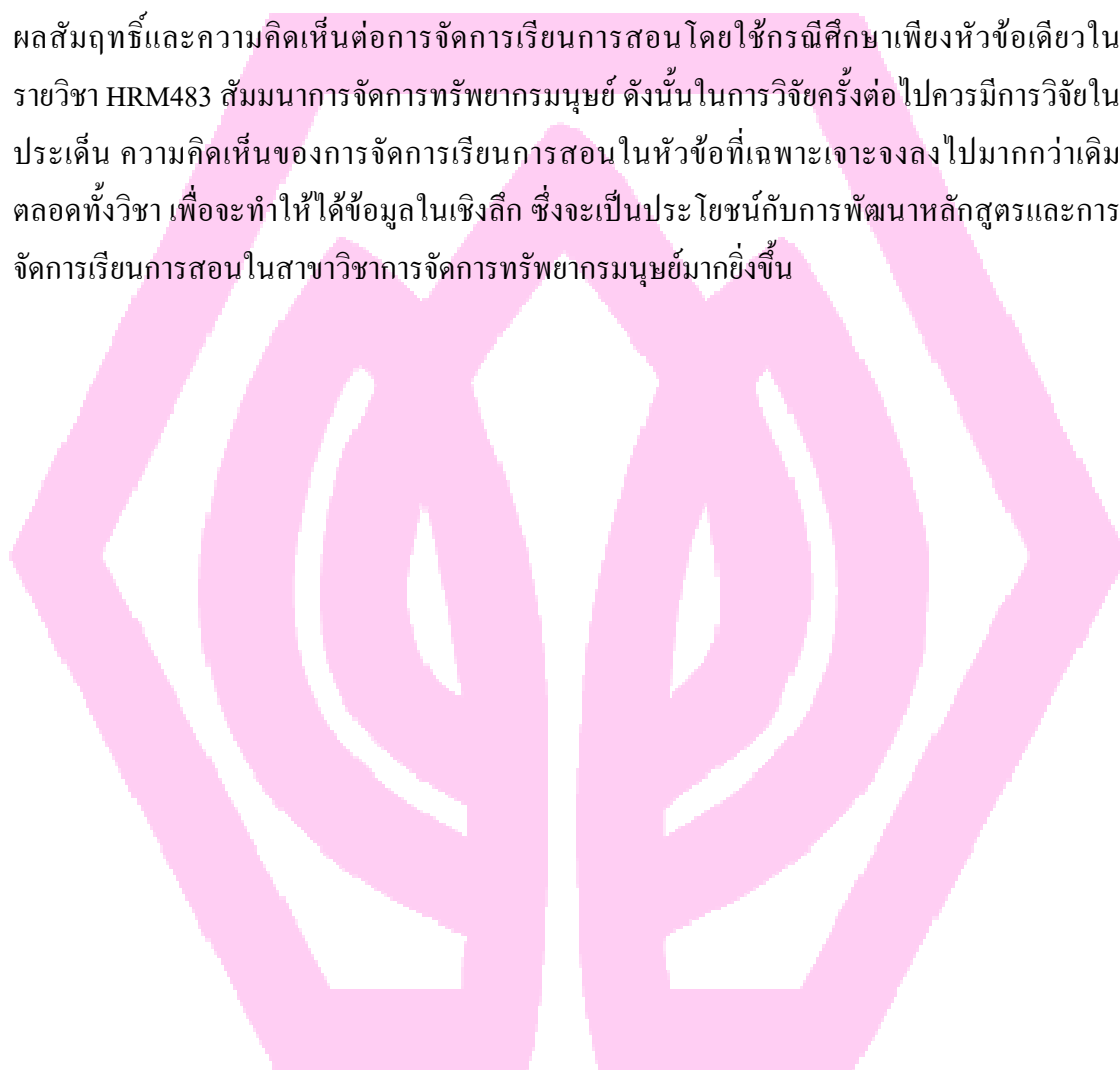 ผลสัมฤทธิ์และความคิดเห็นต่อการจัดการเรียนการสอนโดยใช้กรณีศึกษาเพียงหัวข้อเดียวใน
รายวิชา HRM483 สัมมนาการจัดการทรัพยากรมนุษย์ ดังนั้นในการวิจัยครั้งต่อไปควรมีการวิจัยใน
ประเด็น ความคิดเห็นของการจัดการเรียนการสอนในหัวข้อที่เฉพาะเจาะจงลงไปมากกว่าเดิม
ตลอดทั้งวิชา เพื่อจะทำให้ได้ข้อมูลในเชิงลึก ซึ่งจะเป็นประโยชน์กับการพัฒนาหลักสูตรและการ
จัดการเรียนการสอนในสาขาวิชาการจัดการทรัพยากรมนุษย์มากยิ่งขึ้น